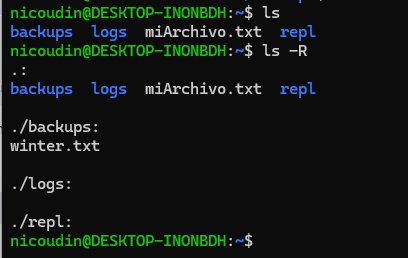 nicoudin@DESKTOP-INONBDH:~$ ls
backups  logs  miArchivo.txt  repl
nicoudin@DESKTOP-INONBDH:~$ ls -R
.:
backups  logs  miArchivo.txt  repl
./backups:
winter.txt
./logs:
./repl:
nicoudin@DESKTOP-INONBDH:~$